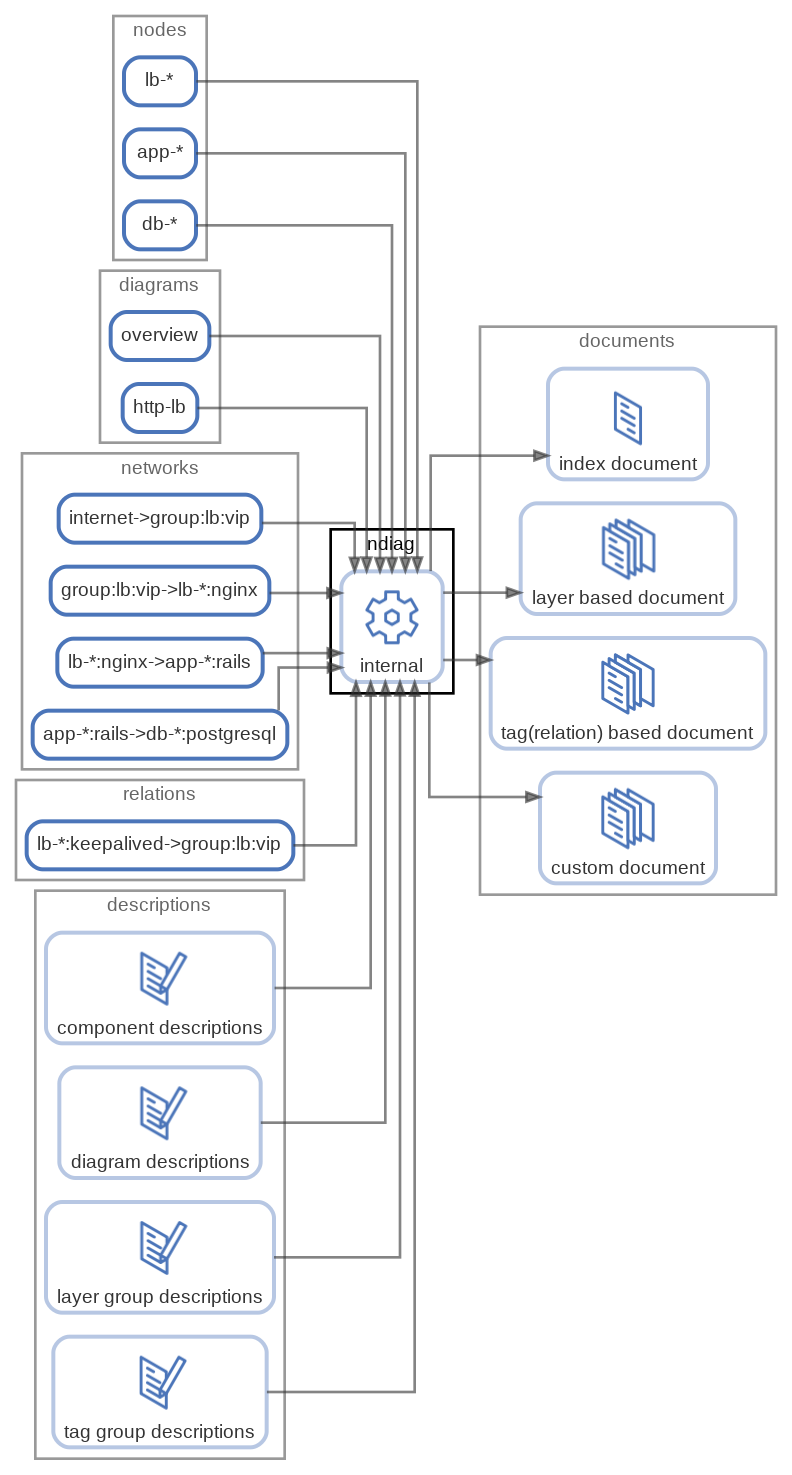 nodes
lb-*
app-*
db-*
diagrams
overview
http-lb
networks
internet->group:lb:vip
group:lb:vip->lb-*:nginx
lb-*:nginx->app-*:rails
app-*:rails->db-*:postgresql
relations
lb-*:keepalived->group:lb:vip
descriptions
component descriptions
diagram descriptions
layer group descriptions
tag group descriptions
ndiag
internal
documents
index document
layer based document
tag(relation) based document
custom document